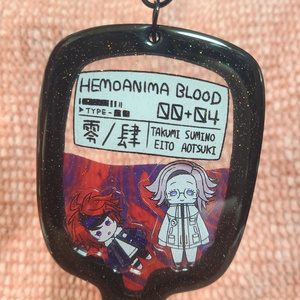 HEMOANIMA BLOOD
▶TYPE-■■
00+04
零/肆
TAKUMI SUMINO
EITO AOTSUKI